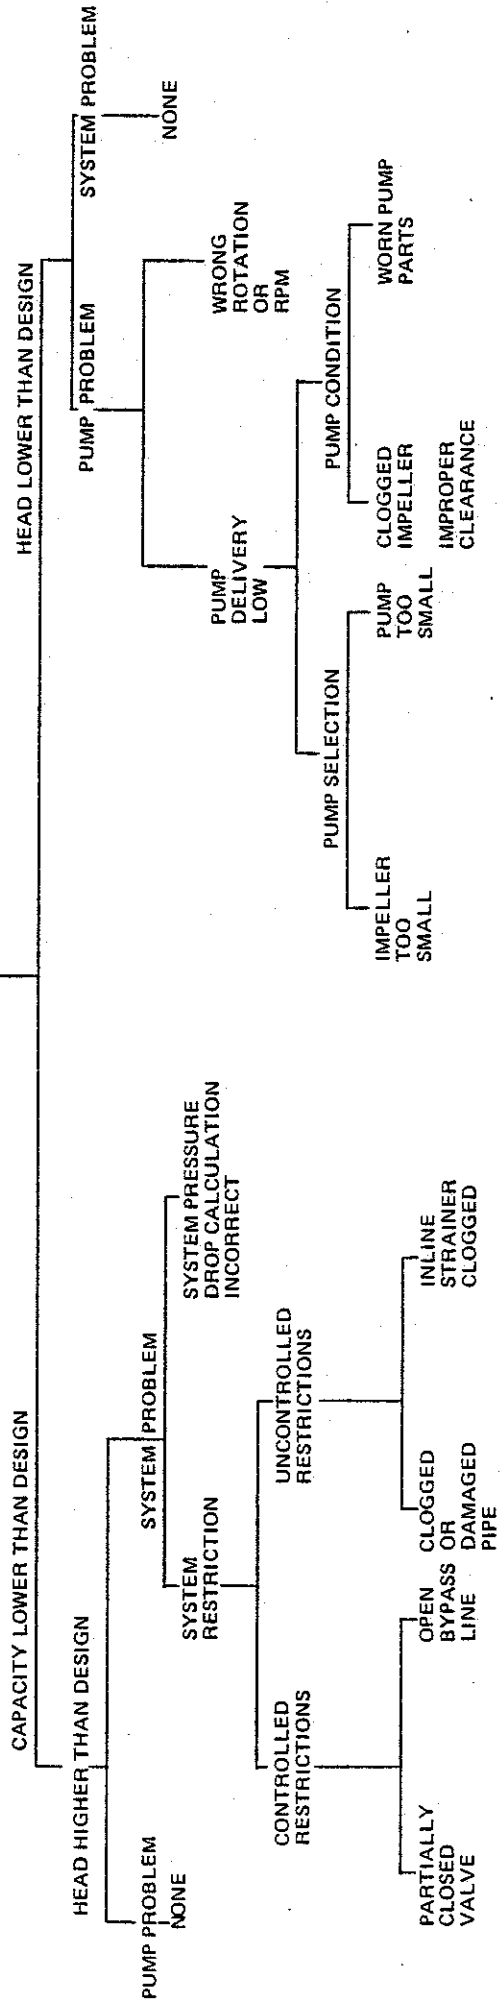 CAPACITY LOWER THAN DESIGN
HEAD HIGHER THAN DESIGN
PUMP PROBLEM
NONE
SYSTEM PROBLEM
SYSTEM
RESTRICTION
SYSTEM PRESSURE
DROP CALCULATION
INCORRECT
CONTROLLED
RESTRICTIONS
UNCONTROLLED
RESTRICTIONS
PARTIALLY
CLOSED
VALVE
OPEN
BYPASS
LINE
CLOGGED
OR
DAMAGED
PIPE
INLINE
STRAINER
CLOGGED
HEAD LOWER THAN DESIGN
PUMP PROBLEM
SYSTEM PROBLEM
NONE
PUMP
DELIVERY
LOW
WRONG
ROTATION
OR
RPM
PUMP SELECTION
PUMP CONDITION
IMPELLER
TOO
SMALL
PUMP
TOO
SMALL
CLOGGED
IMPELLER
IMPROPER
CLEARANCE
WORN PUMP
PARTS